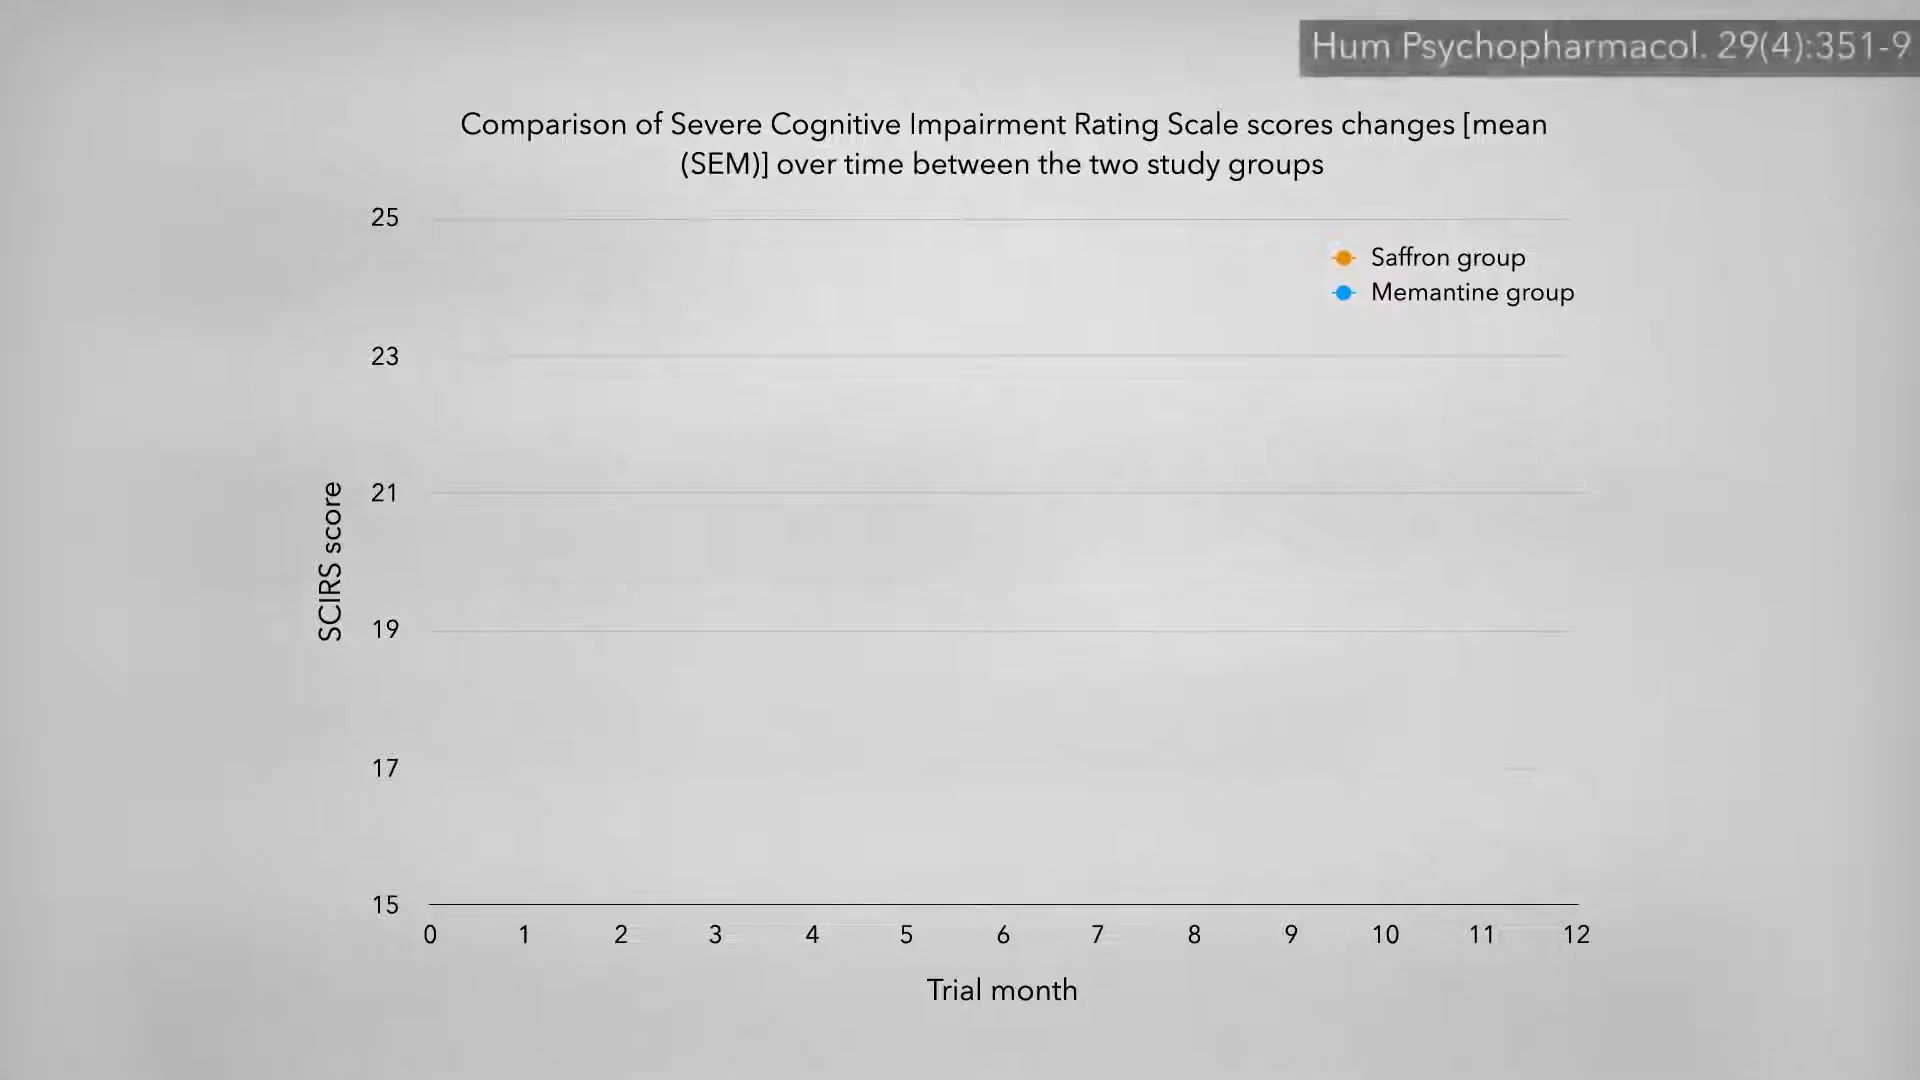 Hum Psychopharmacol. 29(4):351-9
Comparison of Severe Cognitive Impairment Rating Scale scores changes [mean
(SEM)] over time between the two study groups
25
Saffron group
Memantine group
23
21
SCIRS score
19
17
15
0 1 2 3 4 5 6 7 8 9 10 11 12
Trial month